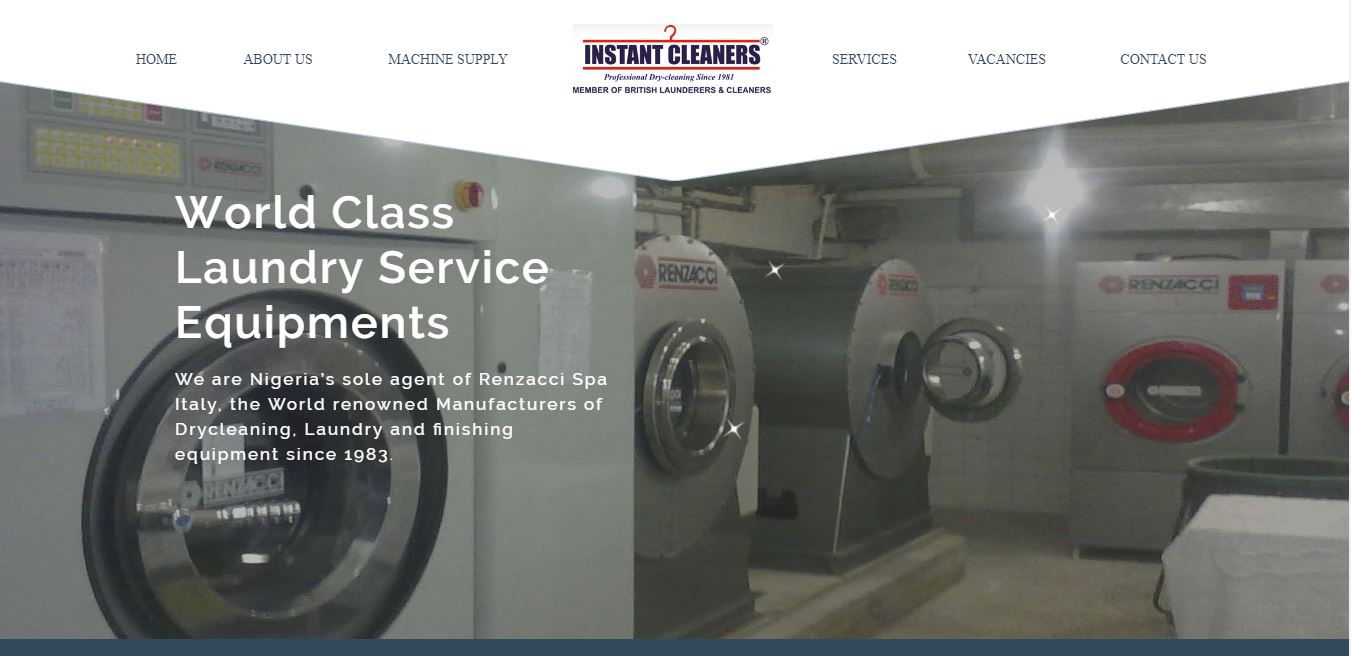 HOME
ABOUT US
MACHINE SUPPLY
INSTANT CLEANERS®
Professional Dry-cleaning Since 1981
MEMBER OF BRITISH LAUNDERERS & CLEANERS
SERVICES
VACANCIES
CONTACT US
RENZACCI
World Class
Laundry Service
Equipments
We are Nigeria's sole agent of Renzacci Spa
Italy, the World renowned Manufacturers of
Drycleaning, Laundry and finishing
equipment since 1983.
RENZACCI
RENZACCI
RENZACCI
RENZACCI